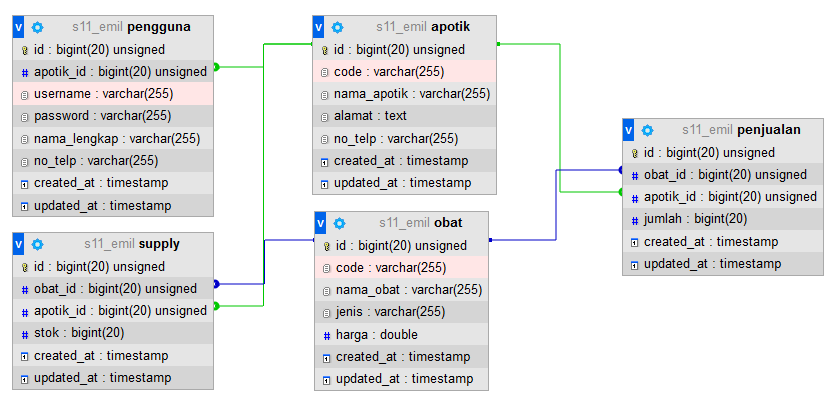 v s11_emil pengguna
id : bigint(20) unsigned
# apotik_id : bigint(20) unsigned
username : varchar(255)
password : varchar(255)
nama_lengkap : varchar(255)
no_telp : varchar(255)
created_at : timestamp
updated_at : timestamp
v s11_emil apotik
id : bigint(20) unsigned
code : varchar(255)
nama_apotik : varchar(255)
alamat : text
no_telp : varchar(255)
created_at : timestamp
updated_at : timestamp
v s11_emil penjualan
id : bigint(20) unsigned
# obat_id : bigint(20) unsigned
# apotik_id : bigint(20) unsigned
# jumlah : bigint(20)
created_at : timestamp
updated_at : timestamp
v s11_emil supply
id : bigint(20) unsigned
# obat_id : bigint(20) unsigned
# apotik_id : bigint(20) unsigned
# stok : bigint(20)
created_at : timestamp
updated_at : timestamp
v s11_emil obat
id : bigint(20) unsigned
code : varchar(255)
nama_obat : varchar(255)
jenis : varchar(255)
# harga : double
created_at : timestamp
updated_at : timestamp